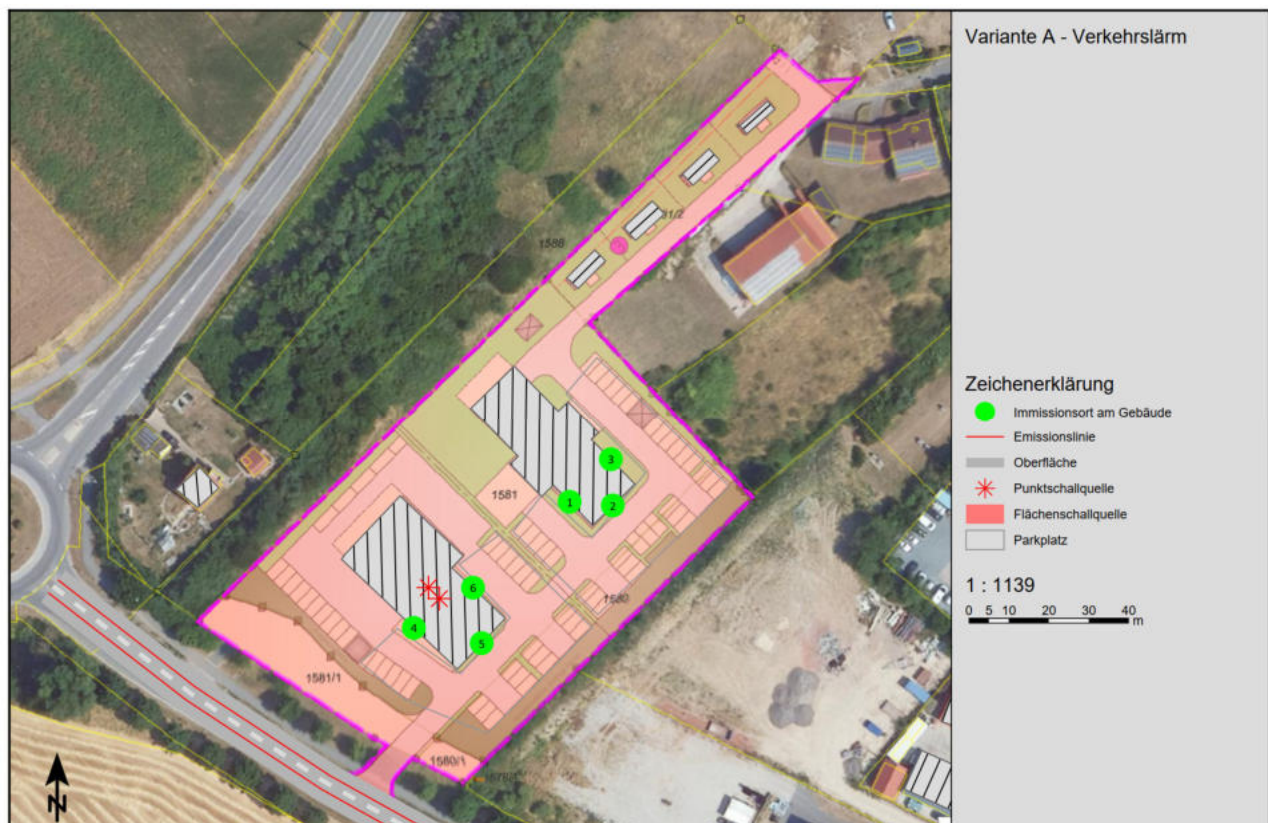 Variante A - Verkehrslärm
1588
1581
1580
1581/1
1580/1
1
2
3
4
5
6
Zeichenerklärung
Immissionsort am Gebäude
Emissionslinie
Oberfläche
Punktschallquelle
Flächenschallquelle
Parkplatz
1 : 1139
0 5 10 20 30 40
m
N